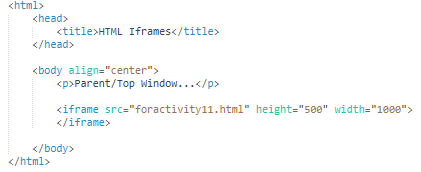 <html>
<head>
<title>HTML Iframes</title>
</head>
<body align="center">
<p>Parent/Top Window...</p>
<iframe src="foractivity11.html" height="500" width="1000">
</iframe>
</body>
</html>